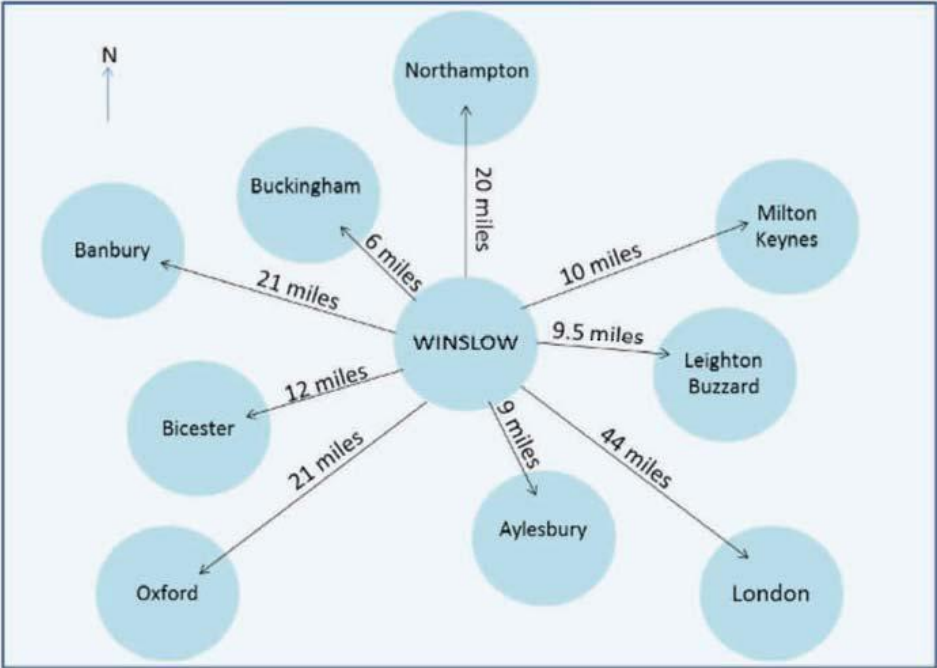 N
Northampton
Buckingham
20 miles
Milton
Keynes
Banbury
6 miles
10 miles
21 miles
WINSLOW
9.5 miles
Leighton
Buzzard
12 miles
Bicester
9 miles
44 miles
21 miles
Aylesbury
Oxford
London